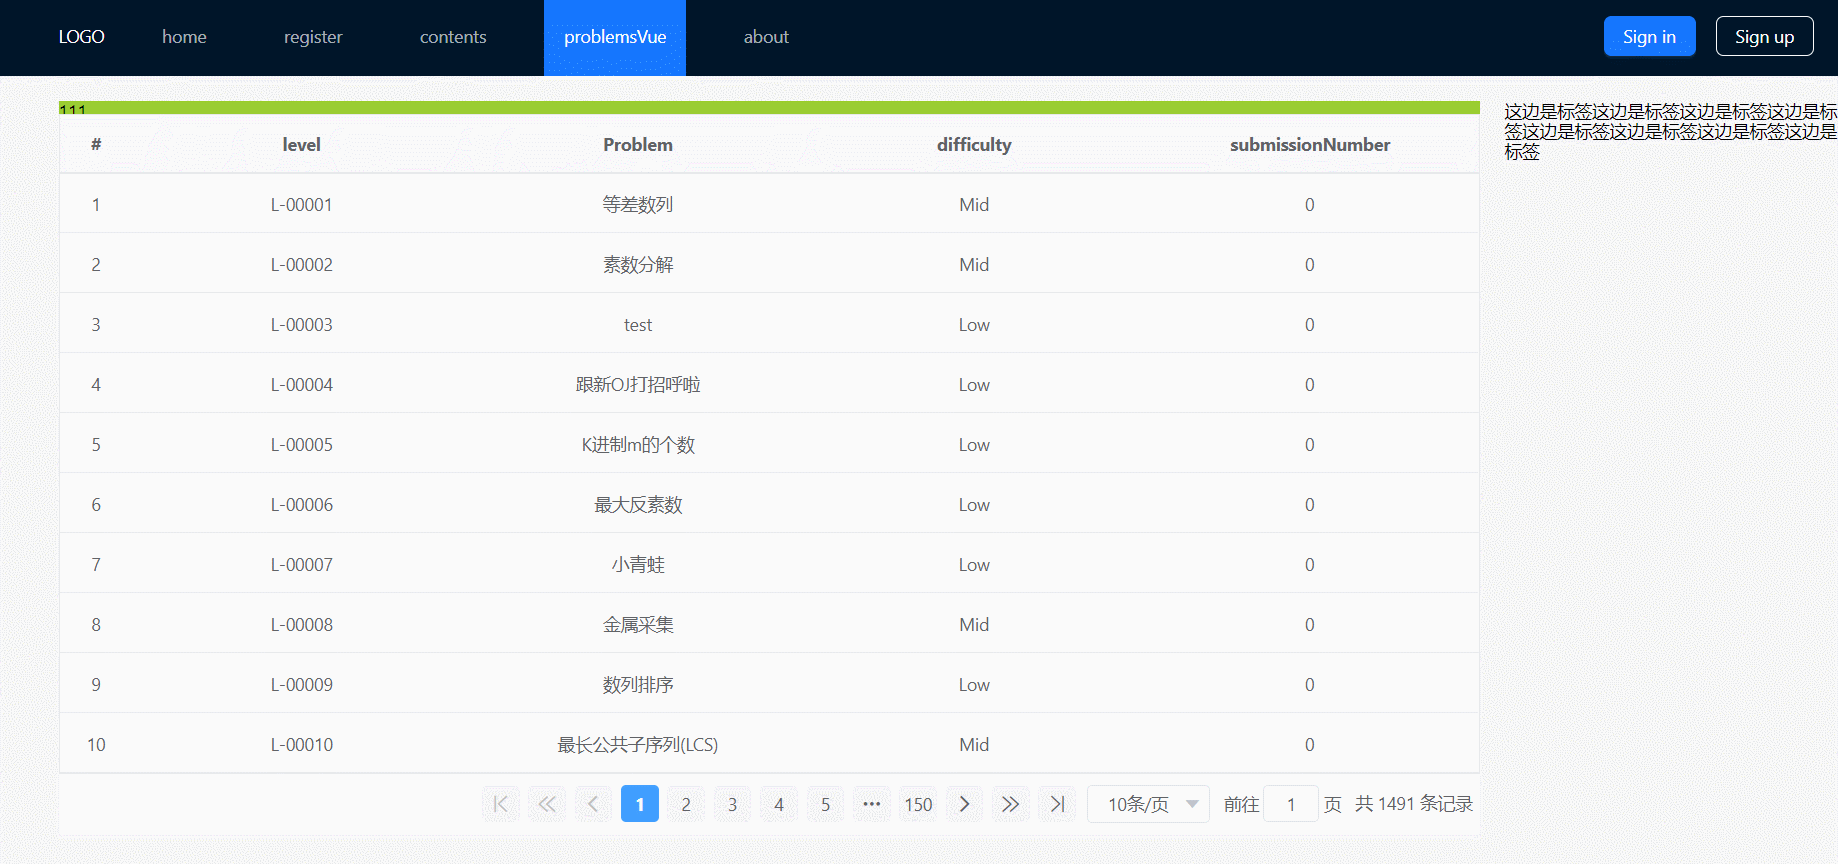 LOGO home register contents problemsVue about Sign in Sign up
111
这边是标签这边是标签这边是标签这边是标
签这边是标签这边是标签这边是标签这边是
标签
# level Problem difficulty submissionNumber
1 L-00001 等差数列 Mid 0
2 L-00002 素数分解 Mid 0
3 L-00003 test Low 0
4 L-00004 跟新OJ打招呼啦 Low 0
5 L-00005 K进制m的个数 Low 0
6 L-00006 最大反素数 Low 0
7 L-00007 小青蛙 Low 0
8 L-00008 金属采集 Mid 0
9 L-00009 数列排序 Low 0
10 L-00010 最长公共子序列(LCS) Mid 0
1 2 3 4 5 ••• 150 10条/页 前往 1 页 共 1491 条记录